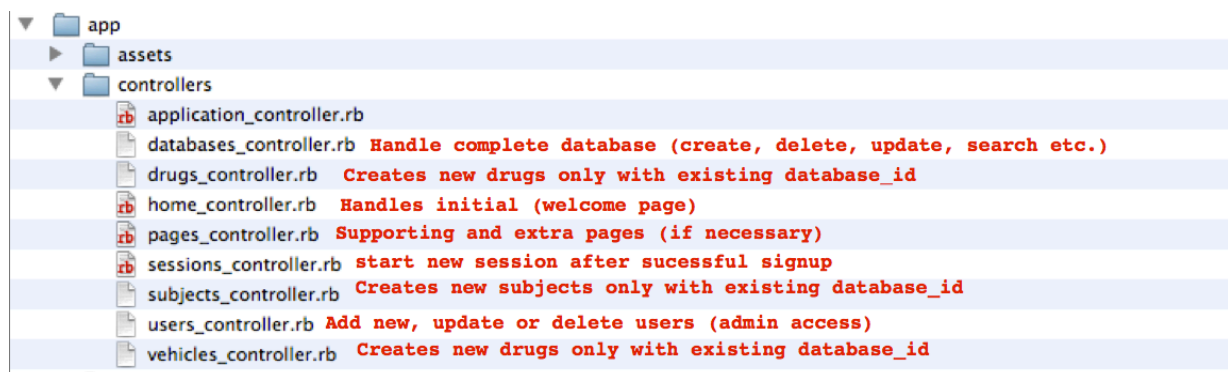 app
assets
controllers
application_controller.rb
databases_controller.rb Handle complete database (create, delete, update, search etc.)
drugs_controller.rb Creates new drugs only with existing database_id
home_controller.rb Handles initial (welcome page)
pages_controller.rb Supporting and extra pages (if necessary)
sessions_controller.rb start new session after sucessful signup
subjects_controller.rb Creates new subjects only with existing database_id
users_controller.rb Add new, update or delete users (admin access)
vehicles_controller.rb Creates new drugs only with existing database_id